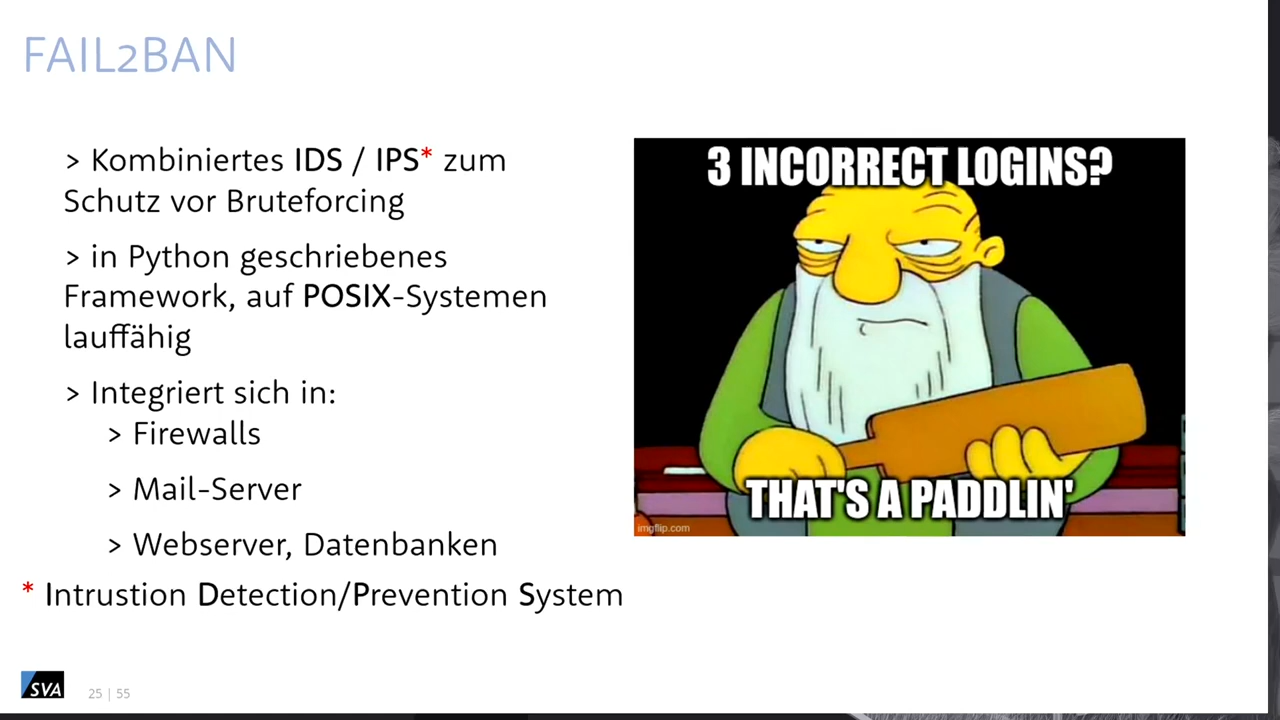 FAIL2BAN
> Kombiniertes IDS / IPS* zum
Schutz vor Bruteforcing
> in Python geschriebenes
Framework, auf POSIX-Systemen
lauffähig
> Integriert sich in:
> Firewalls
> Mail-Server
> Webserver, Datenbanken
* Intrustion Detection/Prevention System
3 INCORRECT LOGINS?
THAT'S A PADDLIN'
imgflip.com
SVA
25 | 55